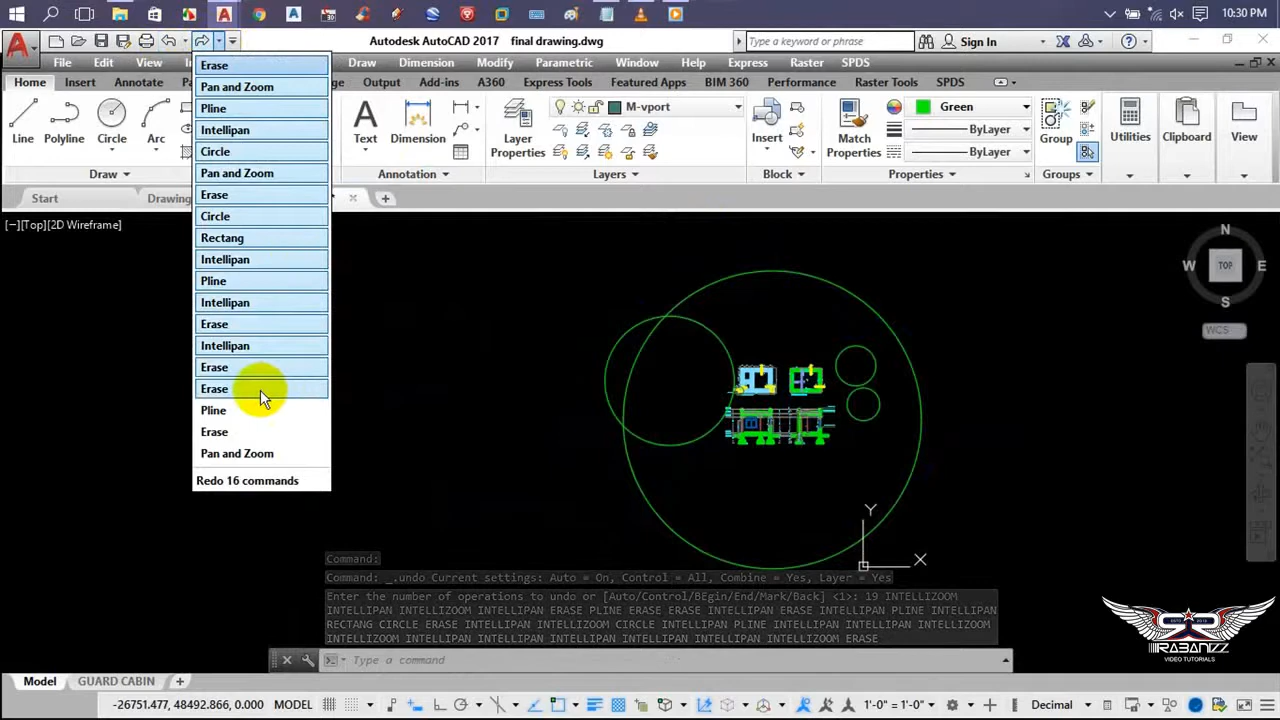 10:30 PM
Autodesk AutoCAD 2017 final drawing.dwg
Type a keyword or phrase
Sign In
File Edit View Draw Dimension Modify Parametric Window Help Express Raster SPDS
Home Insert Annotate Output Add-ins A360 Express Tools Featured Apps BIM 360 Performance Raster Tools SPDS
M-vport
Green
ByLayer
ByLayer
Line Polyline Circle Arc Text Dimension Layer Properties Insert Match Properties Group Utilities Clipboard View
Draw Annotation Layers Block Properties Groups
Start Drawing
Erase
Pan and Zoom
Pline
Intellipan
Circle
Pan and Zoom
Erase
Circle
Rectang
Intellipan
Pline
Intellipan
Erase
Intellipan
Erase
Erase
Pline
Erase
Pan and Zoom
Redo 16 commands
[−][Top][2D Wireframe]
N
W TOP E
S
WCS
Y
X
Command:
Command: _.undo Current settings: Auto = On, Control = All, Combine = Yes, Layer = Yes
Enter the number of operations to undo or [Auto/Control/BEgin/End/Mark/Back] <1>: 19 INTELLIZOOM
INTELLIPAN INTELLIZOOM INTELLIPAN ERASE PLINE ERASE ERASE INTELLIPAN ERASE INTELLIPAN PLINE INTELLIPAN
RECTANG CIRCLE ERASE INTELLIPAN INTELLIZOOM CIRCLE INTELLIPAN PLINE INTELLIPAN INTELLIPAN INTELLIZOOM
INTELLIZOOM INTELLIPAN INTELLIPAN INTELLIPAN INTELLIPAN INTELLIPAN INTELLIZOOM ERASE
Type a command
RABANIZZ
VIDEO TUTORIALS
Model GUARD CABIN
-26751.477, 48492.866, 0.000 MODEL 1'-0" = 1'-0" Decimal